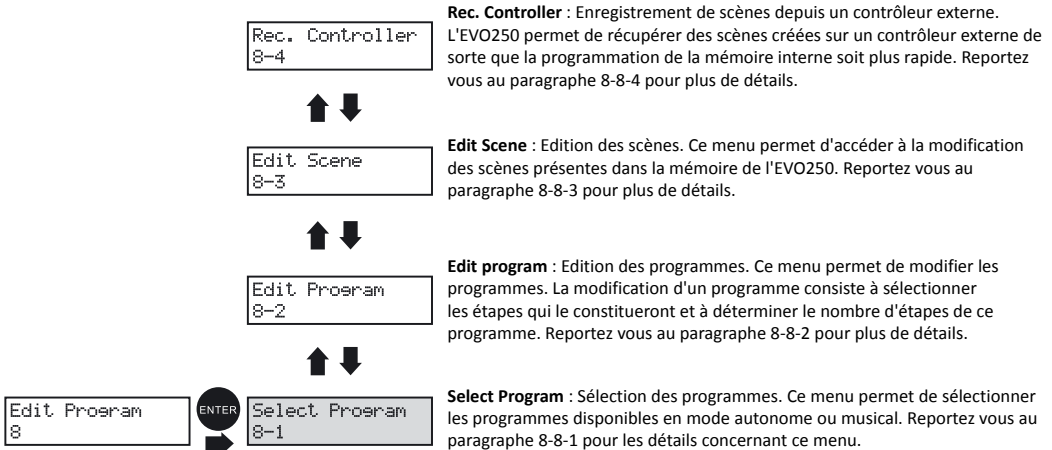 Rec. Controller
8-4
Rec. Controller : Enregistrement de scènes depuis un contrôleur externe.
L'EVO250 permet de récupérer des scènes créées sur un contrôleur externe de
sorte que la programmation de la mémoire interne soit plus rapide. Reportez
vous au paragraphe 8-8-4 pour plus de détails.
Edit Scene
8-3
Edit Scene : Edition des scènes. Ce menu permet d'accéder à la modification
des scènes présentes dans la mémoire de l'EVO250. Reportez vous au
paragraphe 8-8-3 pour plus de détails.
Edit Program
8-2
Edit program : Edition des programmes. Ce menu permet de modifier les
programmes. La modification d'un programme consiste à sélectionner
les étapes qui le constitueront et à déterminer le nombre d'étapes de ce
programme. Reportez vous au paragraphe 8-8-2 pour plus de détails.
Edit Program
8
ENTER
Select Program
8-1
Select Program : Sélection des programmes. Ce menu permet de sélectionner
les programmes disponibles en mode autonome ou musical. Reportez vous au
paragraphe 8-8-1 pour les détails concernant ce menu.